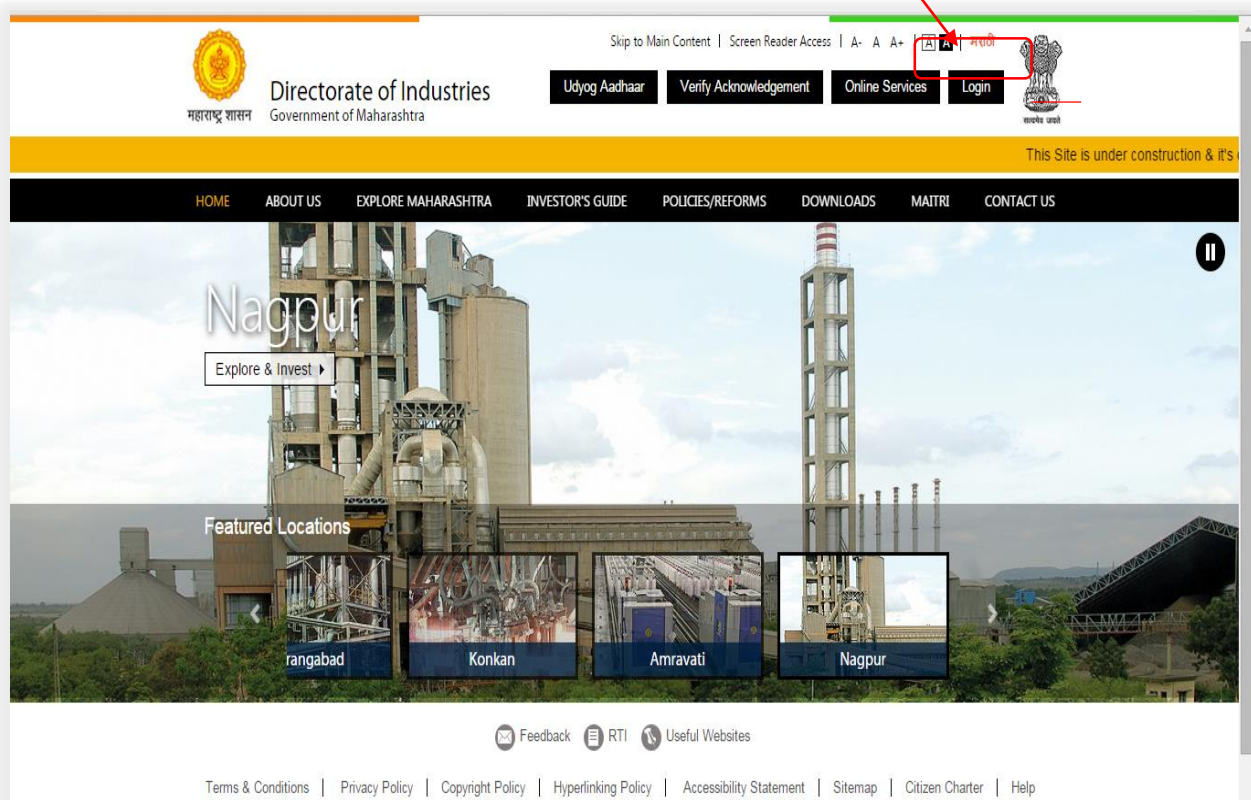 Skip to Main Content | Screen Reader Access | A- A A+ | A A | मराठी
Udyog Aadhaar Verify Acknowledgement Online Services Login
Directorate of Industries
Government of Maharashtra
महाराष्ट्र शासन
सत्यमेव जयते
This Site is under construction & it's
HOME ABOUT US EXPLORE MAHARASHTRA INVESTOR'S GUIDE POLICIES/REFORMS DOWNLOADS MAITRI CONTACT US
Nagpur
Explore & Invest
Featured Locations
rangabad Konkan Amravati Nagpur
Feedback RTI Useful Websites
Terms & Conditions | Privacy Policy | Copyright Policy | Hyperlinking Policy | Accessibility Statement | Sitemap | Citizen Charter | Help